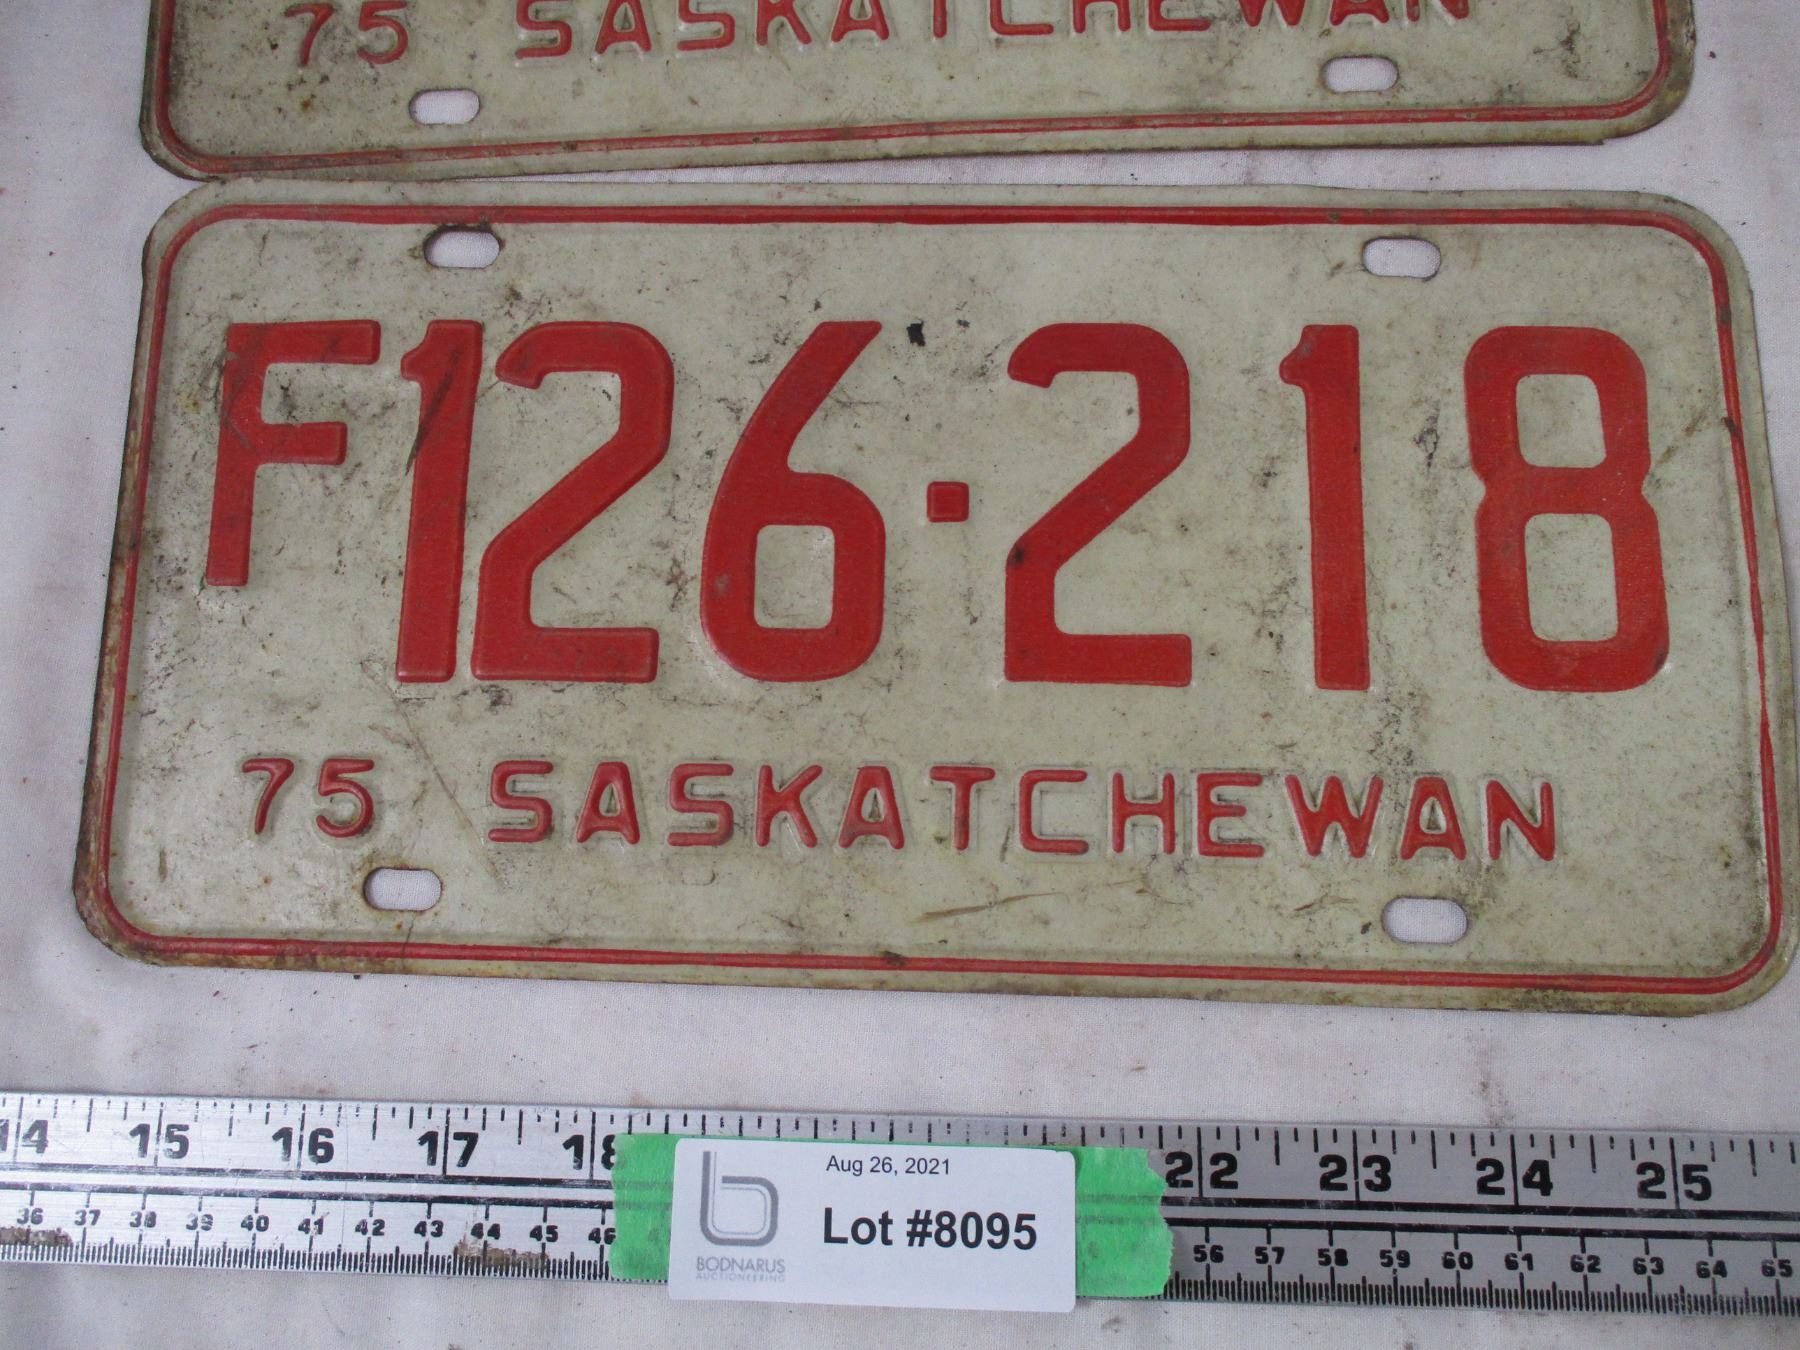 75 SASKATCHEWAN
F126·218
75 SASKATCHEWAN
14 15 16 17 18 22 23 24 25
36 37 38 39 40 41 42 43 44 45 46 56 57 58 59 60 61 62 63 64 65
Aug 26, 2021
Lot #8095
b
BODNARUS
AUCTIONEERING